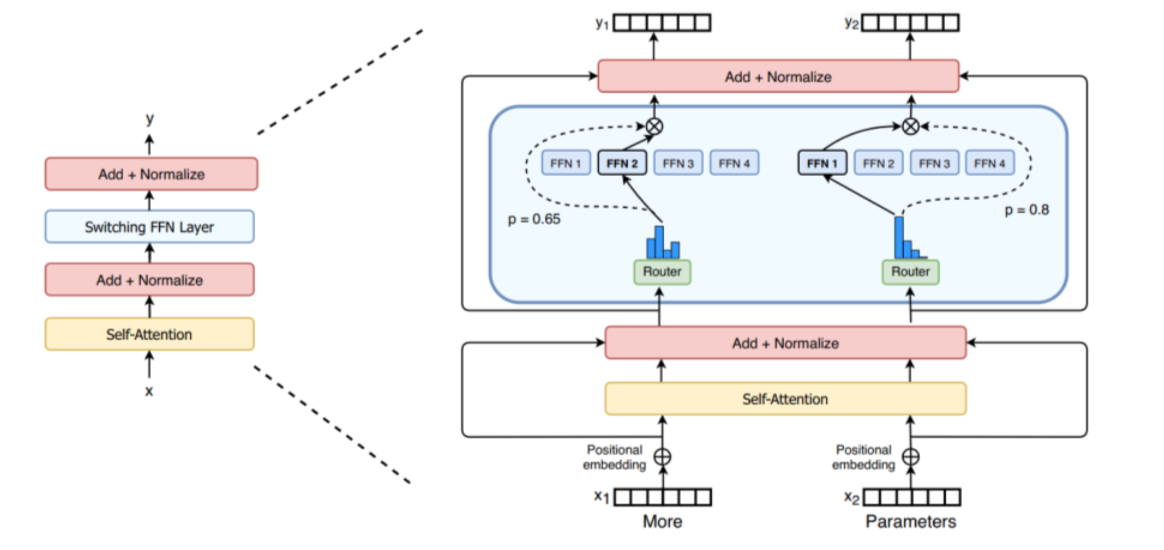 y
Add + Normalize
Switching FFN Layer
Add + Normalize
Self-Attention
x
y1
y2
Add + Normalize
FFN 1
FFN 2
FFN 3
FFN 4
FFN 1
FFN 2
FFN 3
FFN 4
p = 0.65
p = 0.8
Router
Router
Add + Normalize
Self-Attention
Positional
embedding
Positional
embedding
x1
x2
More
Parameters